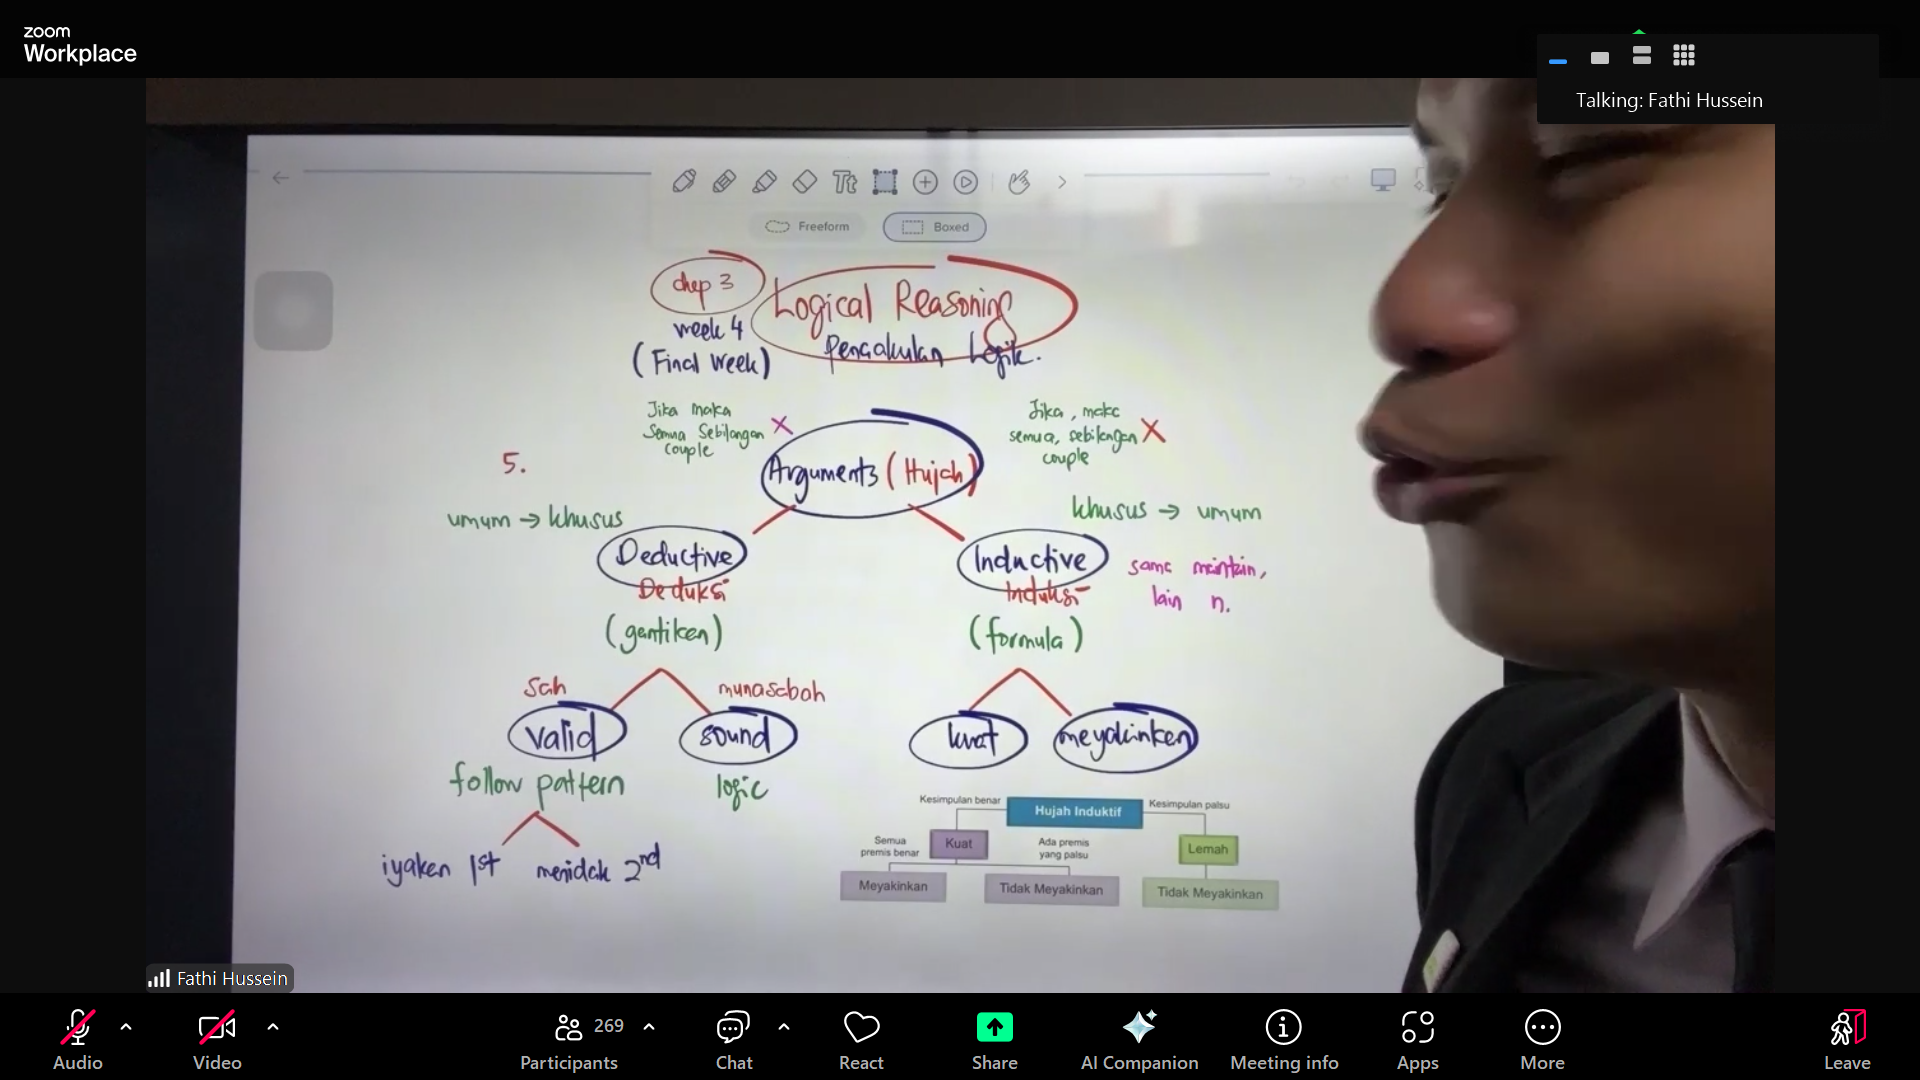 zoom
Workplace
Talking: Fathi Hussein
Tt
Freeform
Boxed
chap 3
Logical Reasoning
week 4
Penaakulan Logik.
(Final Week)
Jika maka
semua sebilangan
couple
X
Jika, maka
semua, sebilangan
couple
X
5.
Arguments (Hujah)
umum → khusus
khusus → umum
Deductive
Deduksi
(gantikan)
Inductive
Induksi
(formula)
same maintain,
lain n.
sah
munasabah
valid
sound
kuat
meyakinkan
follow pattern
logic
iyakan 1st
menidak 2nd
Kesimpulan benar
Hujah Induktif
Kesimpulan palsu
Semua
premis benar
Kuat
Ada premis
yang palsu
Lemah
Meyakinkan
Tidak Meyakinkan
Tidak Meyakinkan
Fathi Hussein
Audio
Video
269
Participants
Chat
React
Share
AI Companion
Meeting info
Apps
More
Leave